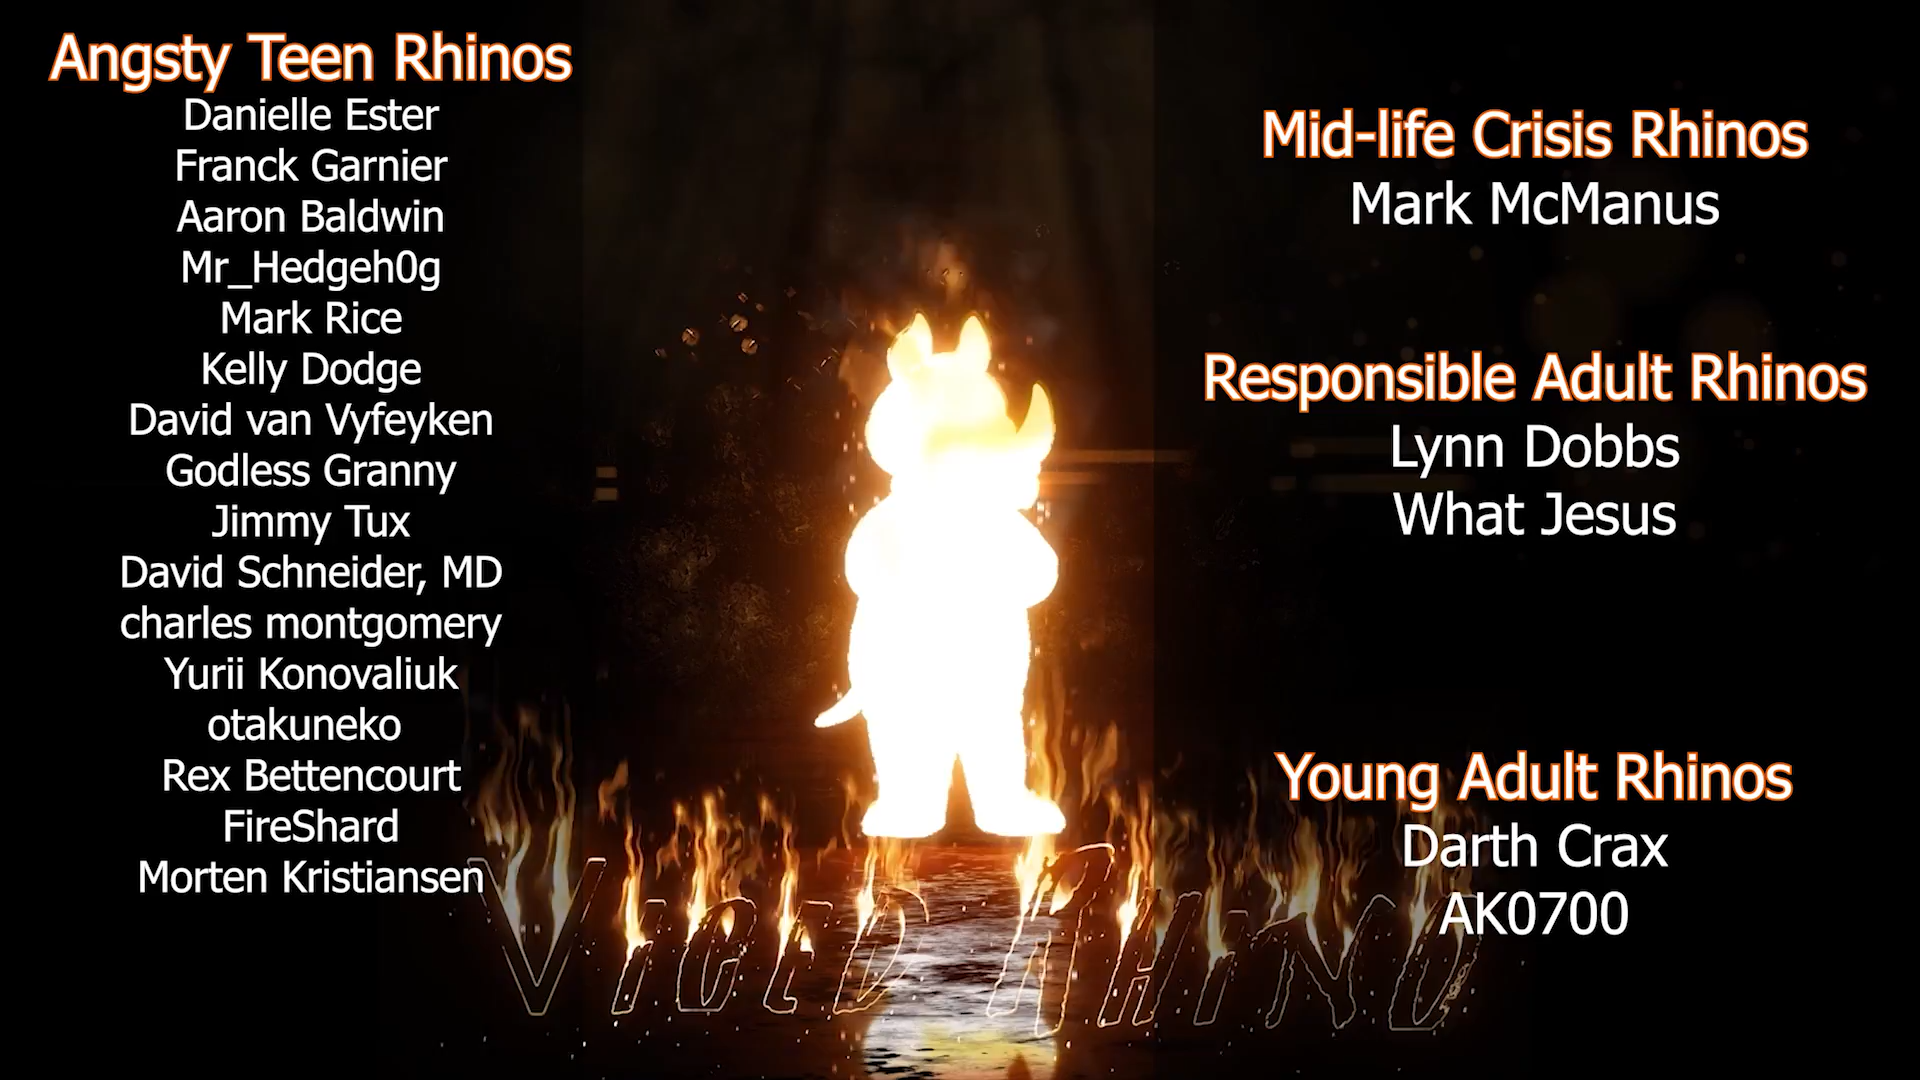 Angsty Teen Rhinos
Danielle Ester
Franck Garnier
Aaron Baldwin
Mr_Hedgeh0g
Mark Rice
Kelly Dodge
David van Vyfeyken
Godless Granny
Jimmy Tux
David Schneider, MD
charles montgomery
Yurii Konovaliuk
otakuneko
Rex Bettencourt
FireShard
Morten Kristiansen
Mid-life Crisis Rhinos
Mark McManus
Responsible Adult Rhinos
Lynn Dobbs
What Jesus
Young Adult Rhinos
Darth Crax
AK0700
Viced Rhino